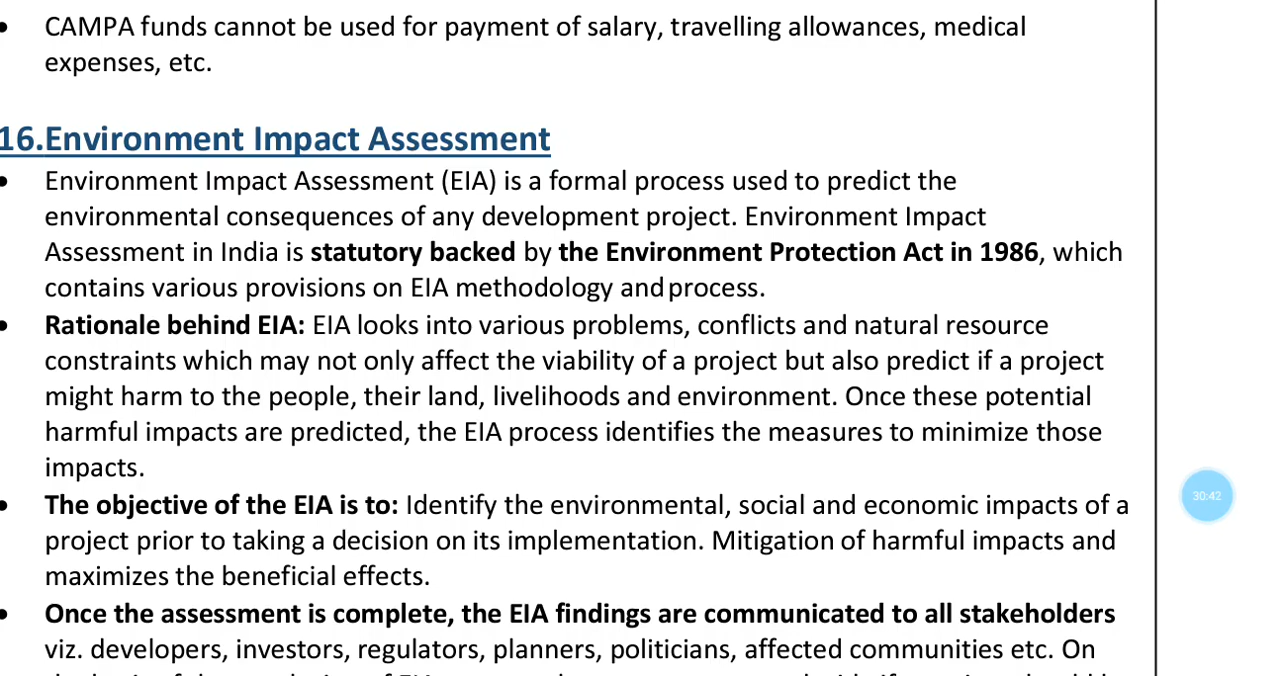 • CAMPA funds cannot be used for payment of salary, travelling allowances, medical
expenses, etc.
16.Environment Impact Assessment
• Environment Impact Assessment (EIA) is a formal process used to predict the
environmental consequences of any development project. Environment Impact
Assessment in India is statutory backed by the Environment Protection Act in 1986, which
contains various provisions on EIA methodology and process.
• Rationale behind EIA: EIA looks into various problems, conflicts and natural resource
constraints which may not only affect the viability of a project but also predict if a project
might harm to the people, their land, livelihoods and environment. Once these potential
harmful impacts are predicted, the EIA process identifies the measures to minimize those
impacts.
• The objective of the EIA is to: Identify the environmental, social and economic impacts of a
project prior to taking a decision on its implementation. Mitigation of harmful impacts and
maximizes the beneficial effects.
• Once the assessment is complete, the EIA findings are communicated to all stakeholders
viz. developers, investors, regulators, planners, politicians, affected communities etc. On
30:42